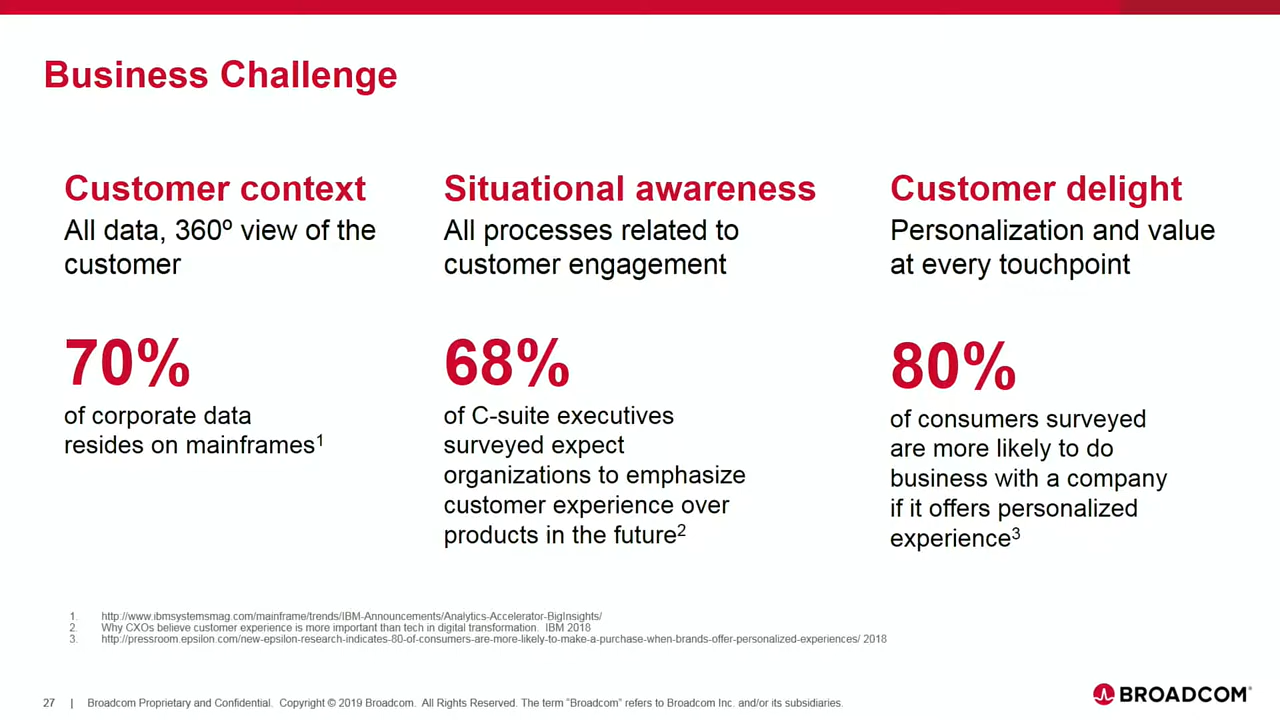 Business Challenge
Customer context
All data, 360º view of the
customer
70%
of corporate data
resides on mainframes1
Situational awareness
All processes related to
customer engagement
68%
of C-suite executives
surveyed expect
organizations to emphasize
customer experience over
products in the future2
Customer delight
Personalization and value
at every touchpoint
80%
of consumers surveyed
are more likely to do
business with a company
if it offers personalized
experience3
1. http://www.ibmsystemsmag.com/mainframe/trends/IBM-Announcements/Analytics-Accelerator-BigInsights/
2. Why CXOs believe customer experience is more important than tech in digital transformation. IBM 2018
3. http://pressroom.epsilon.com/new-epsilon-research-indicates-80-of-consumers-are-more-likely-to-make-a-purchase-when-brands-offer-personalized-experiences/ 2018
27 | Broadcom Proprietary and Confidential. Copyright © 2019 Broadcom. All Rights Reserved. The term "Broadcom" refers to Broadcom Inc. and/or its subsidiaries.
BROADCOM®